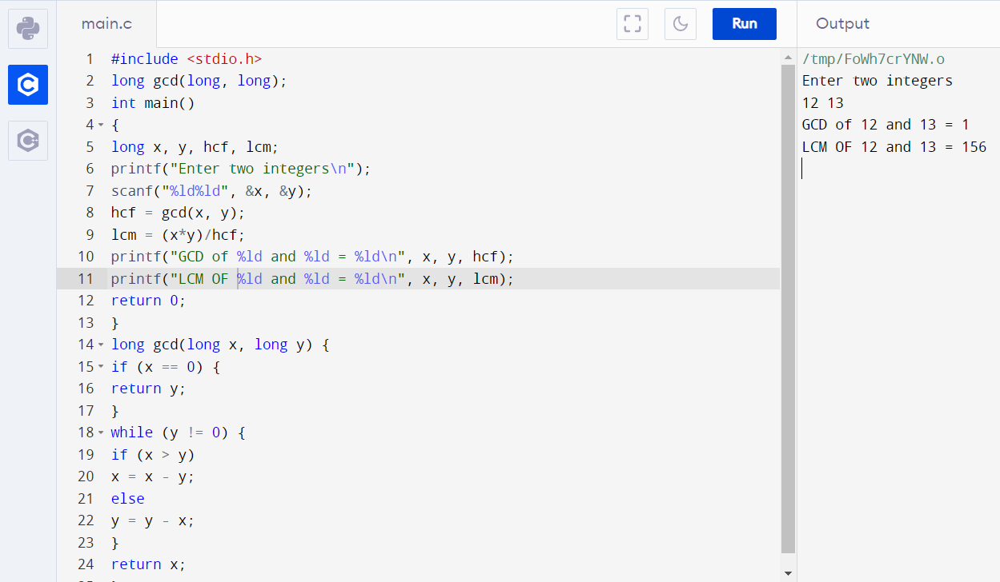 main.c
Run
Output
1 #include <stdio.h>
2 long gcd(long, long);
3 int main()
4 {
5 long x, y, hcf, lcm;
6 printf("Enter two integers\n");
7 scanf("%ld%ld", &x, &y);
8 hcf = gcd(x, y);
9 lcm = (x*y)/hcf;
10 printf("GCD of %ld and %ld = %ld\n", x, y, hcf);
11 printf("LCM OF %ld and %ld = %ld\n", x, y, lcm);
12 return 0;
13 }
14 long gcd(long x, long y) {
15 if (x == 0) {
16 return y;
17 }
18 while (y != 0) {
19 if (x > y)
20 x = x - y;
21 else
22 y = y - x;
23 }
24 return x;
/tmp/FoWh7crYNW.o
Enter two integers
12 13
GCD of 12 and 13 = 1
LCM OF 12 and 13 = 156